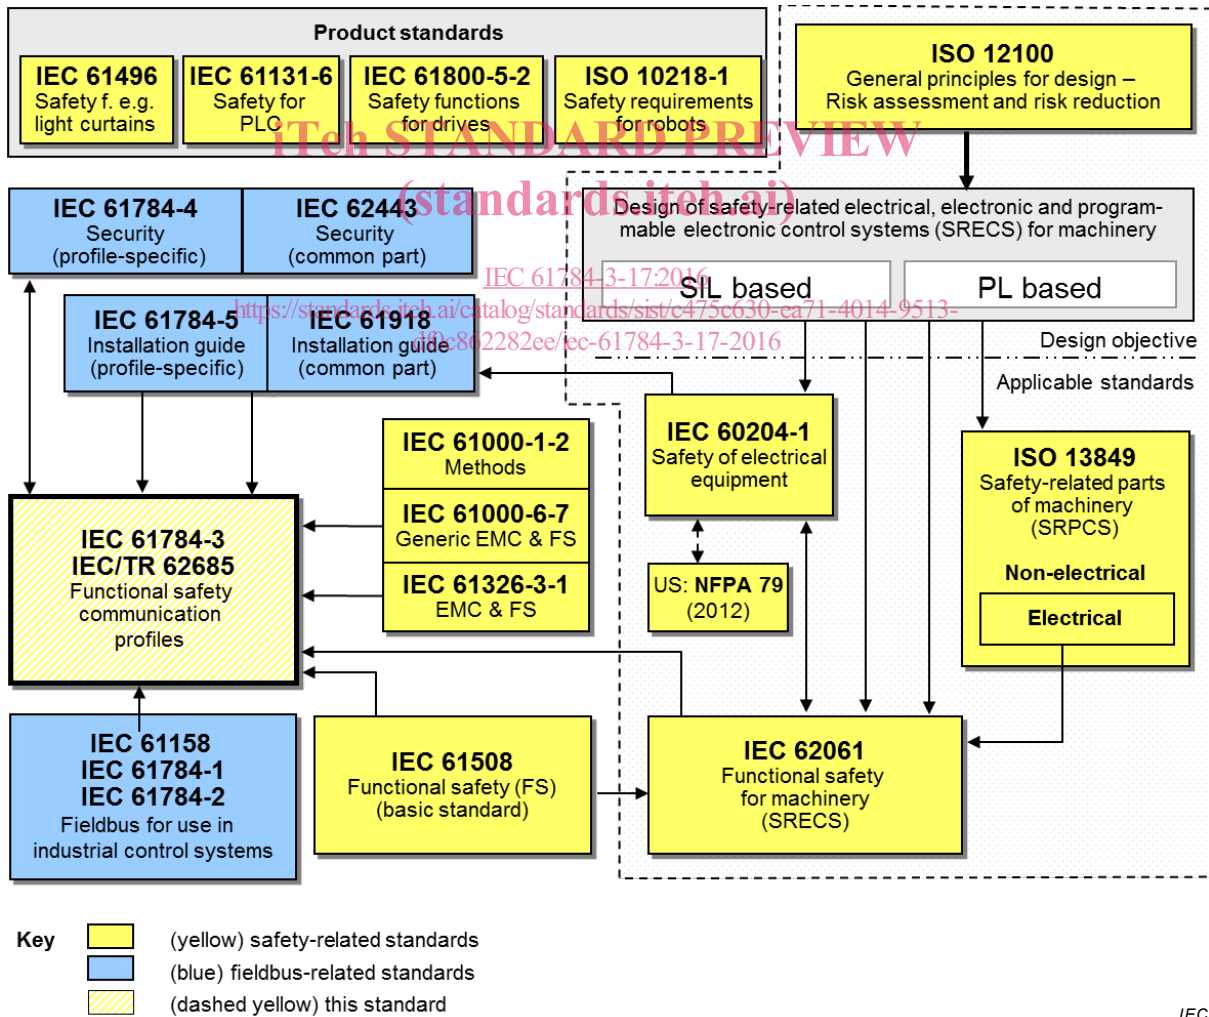 Product standards
IEC 61496
Safety f. e.g.
light curtains
IEC 61131-6
Safety for
PLC
IEC 61800-5-2
Safety functions
for drives
ISO 10218-1
Safety requirements
for robots
ISO 12100
General principles for design –
Risk assessment and risk reduction
iTeh STANDARD PREVIEW
(standards.iteh.ai)
IEC 61784-3-17:2016
https://standards.iteh.ai/catalog/standards/sist/c475c630-ea71-4014-9513-
862282ee/iec-61784-3-17-2016
IEC 61784-4
Security
(profile-specific)
IEC 62443
Security
(common part)
Design of safety-related electrical, electronic and program-
mable electronic control systems (SRECS) for machinery
SIL based
PL based
IEC 61784-5
Installation guide
(profile-specific)
IEC 61918
Installation guide
(common part)
Design objective
Applicable standards
IEC 61000-1-2
Methods
IEC 61000-6-7
Generic EMC & FS
IEC 61326-3-1
EMC & FS
IEC 60204-1
Safety of electrical
equipment
US: NFPA 79
(2012)
ISO 13849
Safety-related parts
of machinery
(SRPCS)
Non-electrical
Electrical
IEC 61784-3
IEC/TR 62685
Functional safety
communication
profiles
IEC 61158
IEC 61784-1
IEC 61784-2
Fieldbus for use in
industrial control systems
IEC 61508
Functional safety (FS)
(basic standard)
IEC 62061
Functional safety
for machinery
(SRECS)
Key
(yellow) safety-related standards
(blue) fieldbus-related standards
(dashed yellow) this standard
IEC